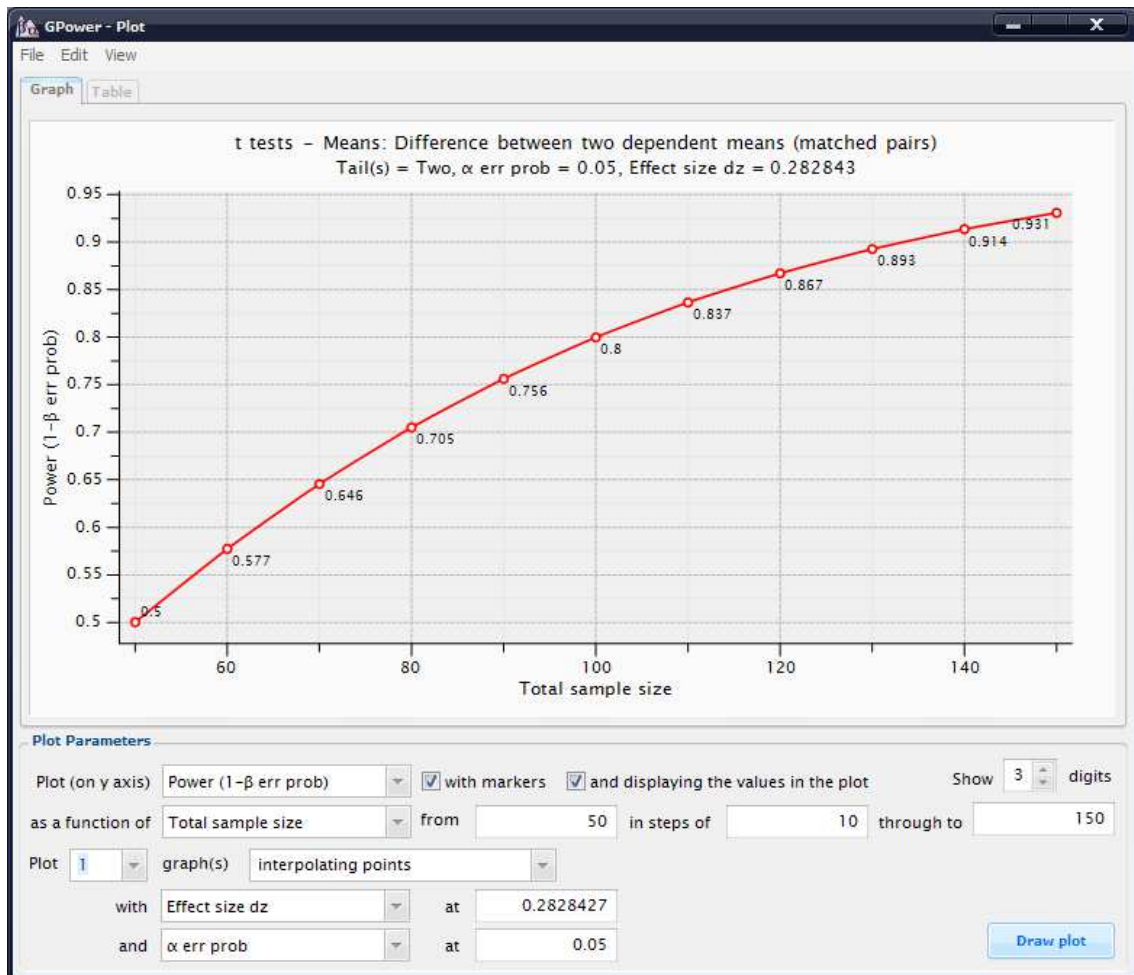 GPower - Plot
File Edit View
Graph Table
t tests - Means: Difference between two dependent means (matched pairs)
Tail(s) = Two, α err prob = 0.05, Effect size dz = 0.282843
0.95
0.9
0.85
0.8
0.75
0.7
0.65
0.6
0.55
0.5
Power (1-β err prob)
0.5
0.577
0.646
0.705
0.756
0.8
0.837
0.867
0.893
0.914
0.931
60 80 100 120 140
Total sample size
Plot Parameters
Plot (on y axis) Power (1-β err prob) with markers and displaying the values in the plot Show 3 digits
as a function of Total sample size from 50 in steps of 10 through to 150
Plot 1 graph(s) interpolating points
with Effect size dz at 0.2828427
and α err prob at 0.05
Draw plot